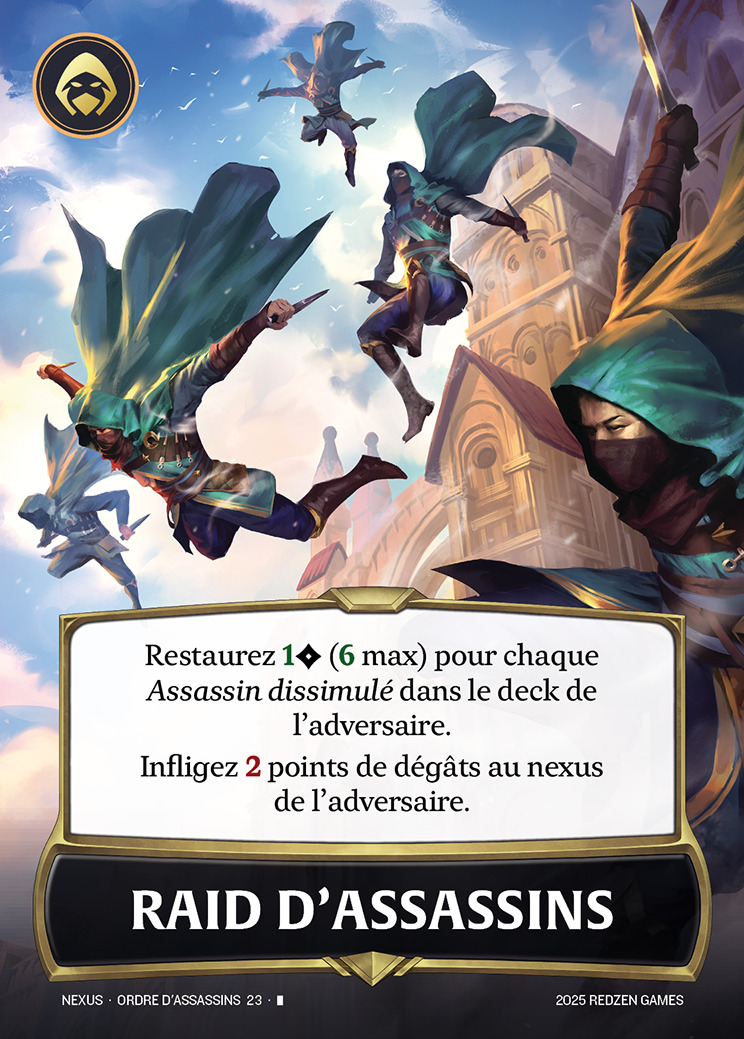 Restaurez 1 (6 max) pour chaque
Assassin dissimulé dans le deck de
l’adversaire.
Infligez 2 points de dégâts au nexus
de l’adversaire.
RAID D’ASSASSINS
NEXUS · ORDRE D’ASSASSINS 23 ·
2025 REDZEN GAMES